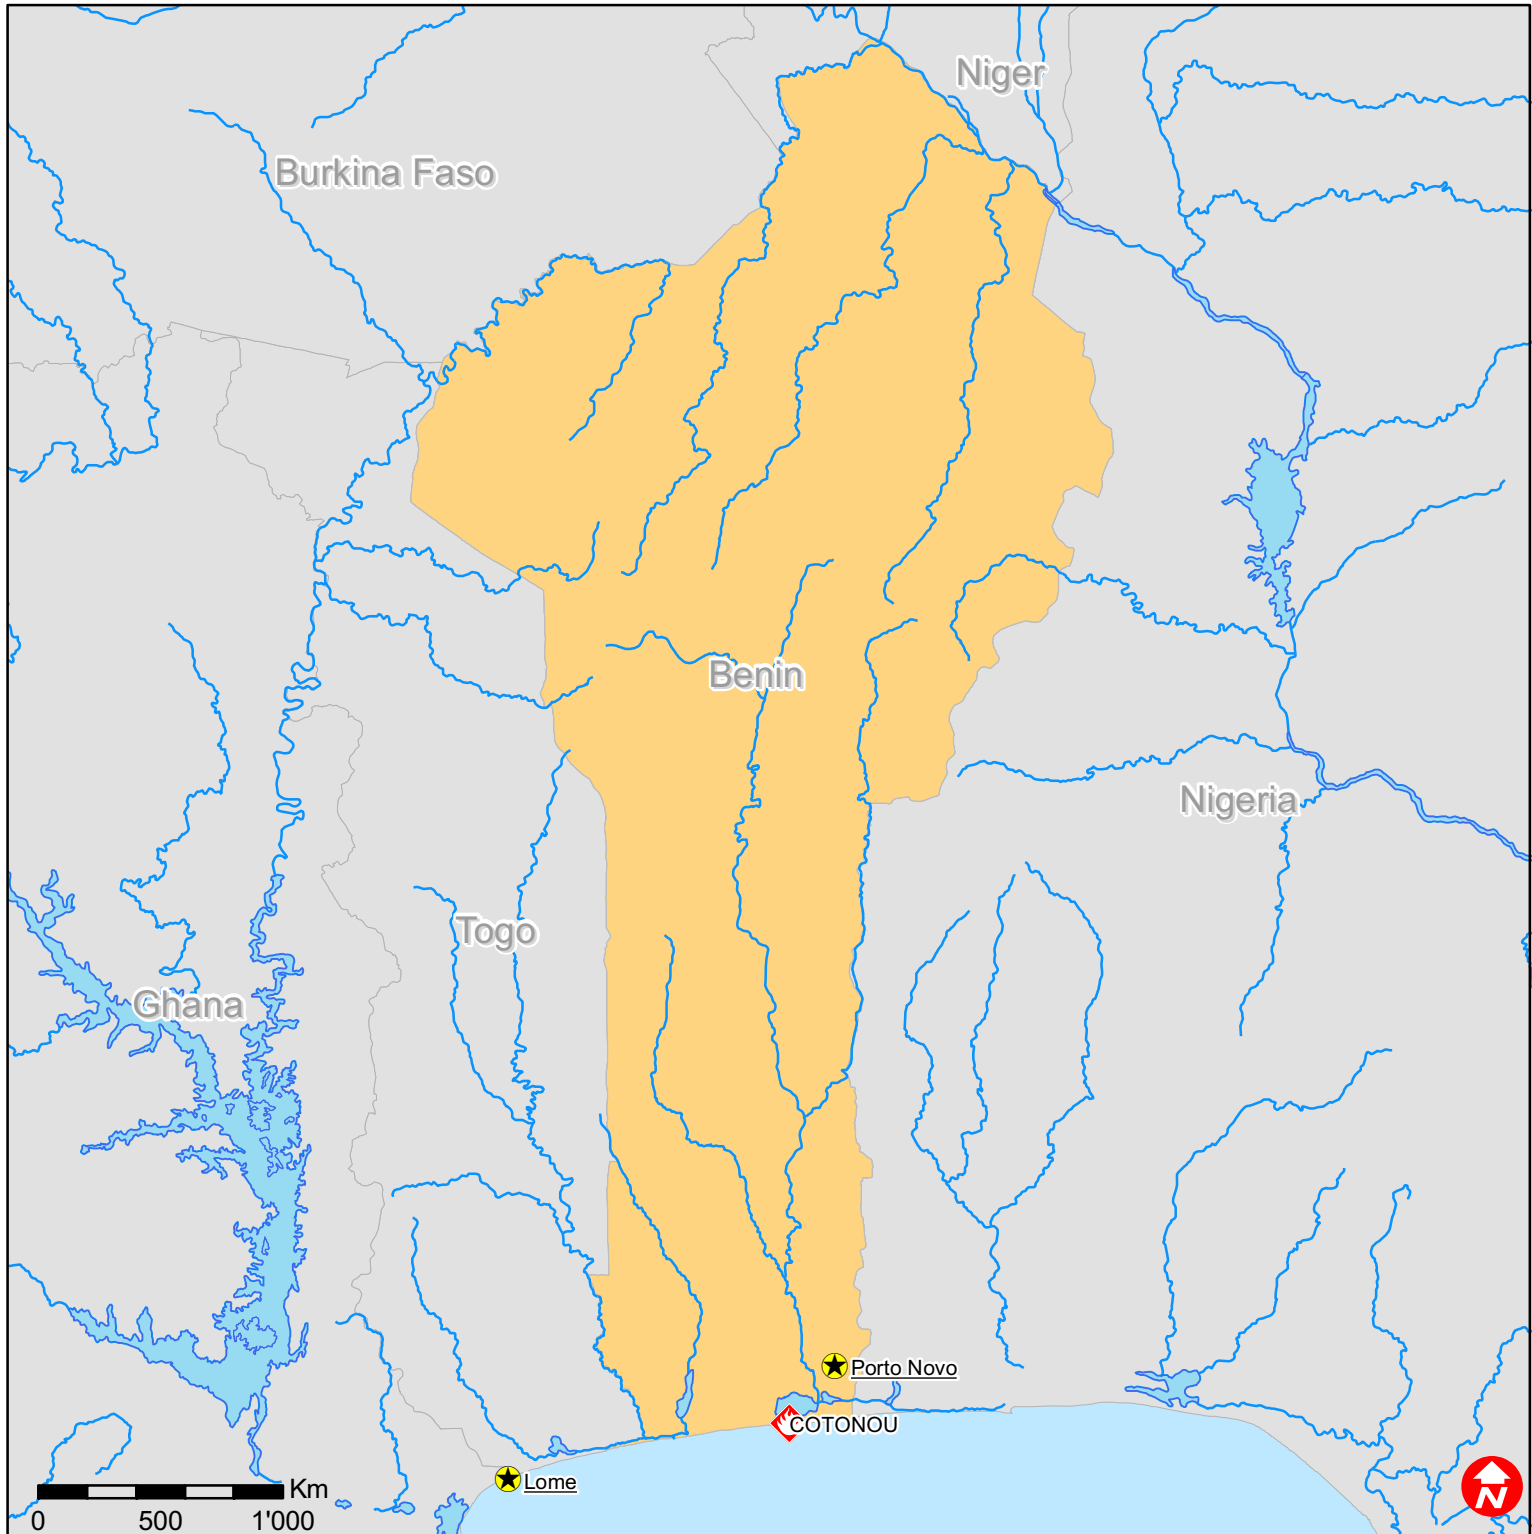 Niger
Burkina Faso
Benin
Nigeria
Togo
Ghana
Porto Novo
COTONOU
Lome
Km
0 500 1'000
N